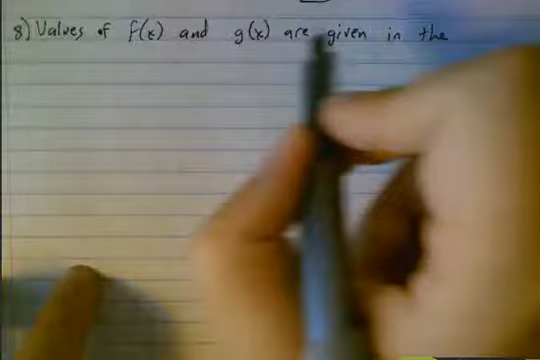 8) Values of f(x) and g(x) are given in the